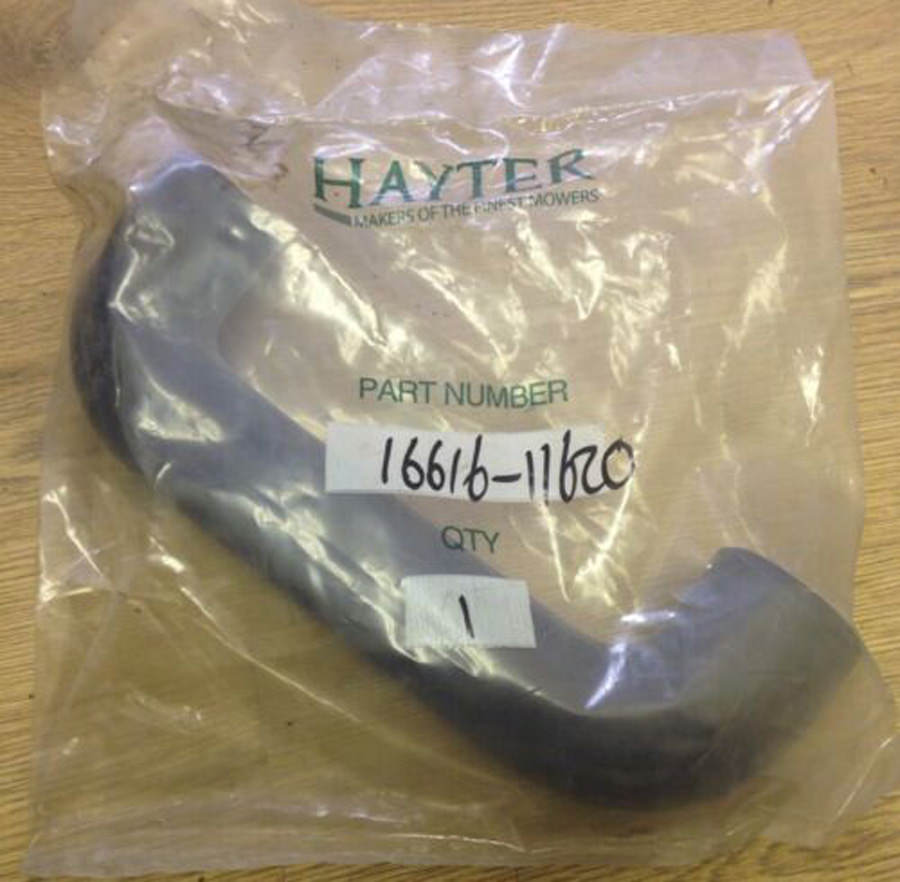 HAYTER
MAKERS OF THE FINEST MOWERS
PART NUMBER
16616-11620
QTY
1